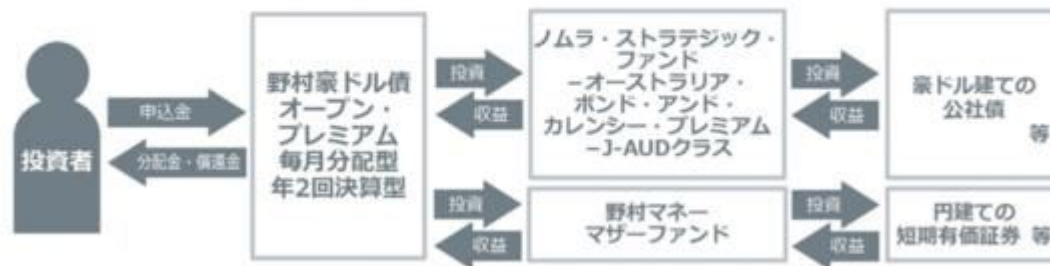 投資者
申込金
分配金・償還金
野村豪ドル債
オープン・
プレミアム
毎月分配型
年2回決算型
投資
収益
ノムラ・ストラテジック・
ファンド
−オーストラリア・
ボンド・アンド・
カレンシー・プレミアム
−J-AUDクラス
投資
収益
豪ドル建ての
公社債
等
投資
収益
野村マネー
マザーファンド
投資
収益
円建ての
短期有価証券 等